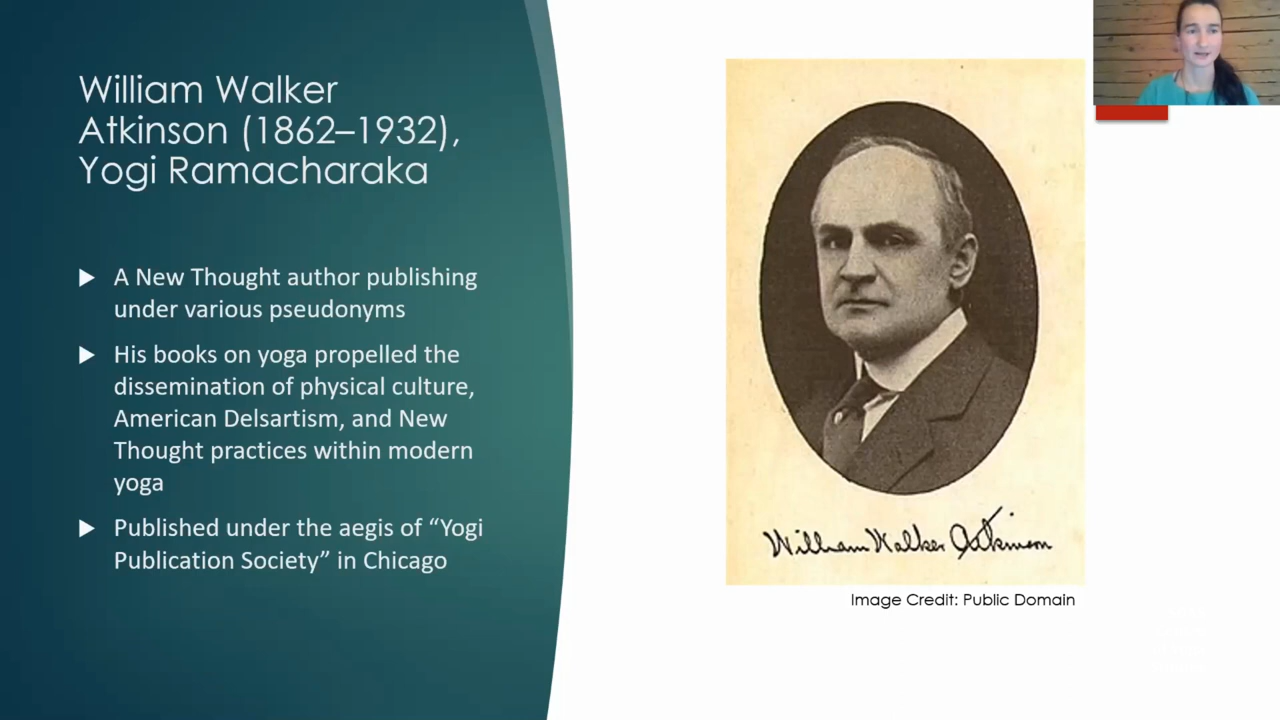 William Walker
Atkinson (1862–1932),
Yogi Ramacharaka
A New Thought author publishing
under various pseudonyms
His books on yoga propelled the
dissemination of physical culture,
American Delsartism, and New
Thought practices within modern
yoga
Published under the aegis of “Yogi
Publication Society” in Chicago
William Walker Atkinson
Image Credit: Public Domain